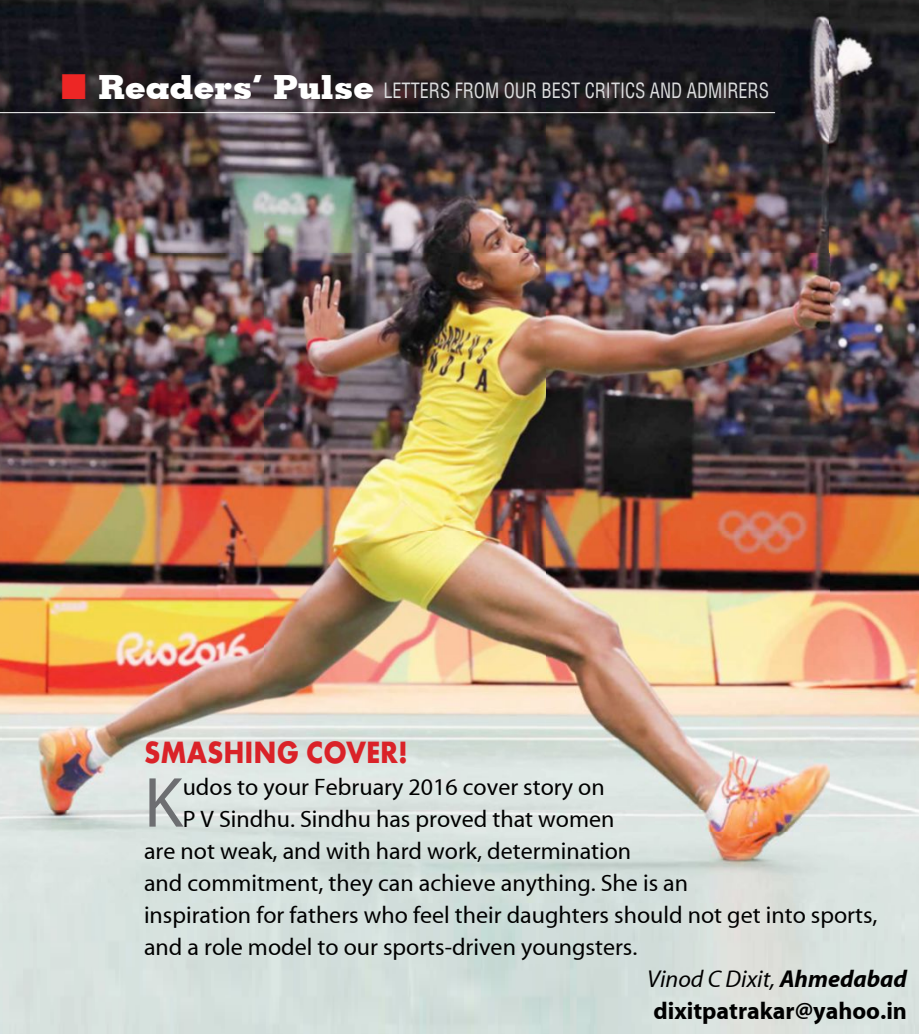 Readers’ Pulse LETTERS FROM OUR BEST CRITICS AND ADMIRERS
INDIA
Rio2016
SMASHING COVER!
Kudos to your February 2016 cover story on
P V Sindhu. Sindhu has proved that women
are not weak, and with hard work, determination
and commitment, they can achieve anything. She is an
inspiration for fathers who feel their daughters should not get into sports,
and a role model to our sports-driven youngsters.
Vinod C Dixit, Ahmedabad
dixitpatrakar@yahoo.in